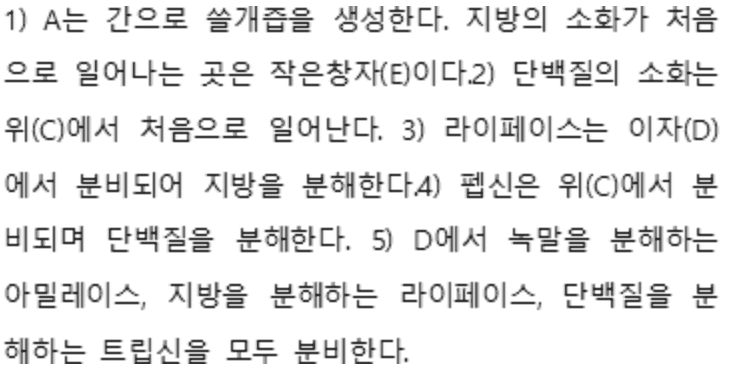 1) A는 간으로 쓸개즙을 생성한다. 지방의 소화가 처음
으로 일어나는 곳은 작은창자(E)이다.2) 단백질의 소화는
위(C)에서 처음으로 일어난다. 3) 라이페이스는 이자(D)
에서 분비되어 지방을 분해한다.4) 펩신은 위(C)에서 분
비되며 단백질을 분해한다. 5) D에서 녹말을 분해하는
아밀레이스, 지방을 분해하는 라이페이스, 단백질을 분
해하는 트립신을 모두 분비한다.